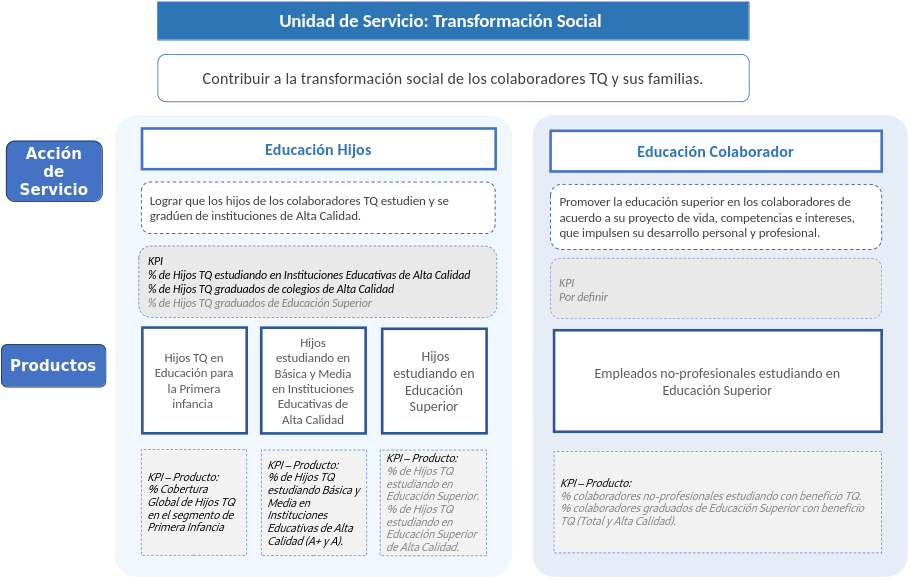 Unidad de Servicio: Transformación Social
Contribuir a la transformación social de los colaboradores TQ y sus familias.
Acción
de
Servicio
Educación Hijos
Lograr que los hijos de los colaboradores TQ estudien y se
gradúen de instituciones de Alta Calidad.
KPI
% de Hijos TQ estudiando en Instituciones Educativas de Alta Calidad
% de Hijos TQ graduados de colegios de Alta Calidad
% de Hijos TQ graduados de Educación Superior
Educación Colaborador
Promover la educación superior en los colaboradores de
acuerdo a su proyecto de vida, competencias e intereses,
que impulsen su desarrollo personal y profesional.
KPI
Por definir
Productos
Hijos TQ en
Educación para
la Primera
infancia
Hijos
estudiando en
Básica y Media
en Instituciones
Educativas de
Alta Calidad
Hijos
estudiando en
Educación
Superior
Empleados no-profesionales estudiando en
Educación Superior
KPI – Producto:
% Cobertura
Global de Hijos TQ
en el segmento de
Primera Infancia
KPI – Producto:
% de Hijos TQ
estudiando Básica y
Media en
Instituciones
Educativas de Alta
Calidad (A+ y A).
KPI – Producto:
% de Hijos TQ
estudiando en
Educación Superior.
% de Hijos TQ
estudiando en
Educación Superior
de Alta Calidad.
KPI – Producto:
% colaboradores no-profesionales estudiando con beneficio TQ.
% colaboradores graduados de Educación Superior con beneficio
TQ (Total y Alta Calidad).